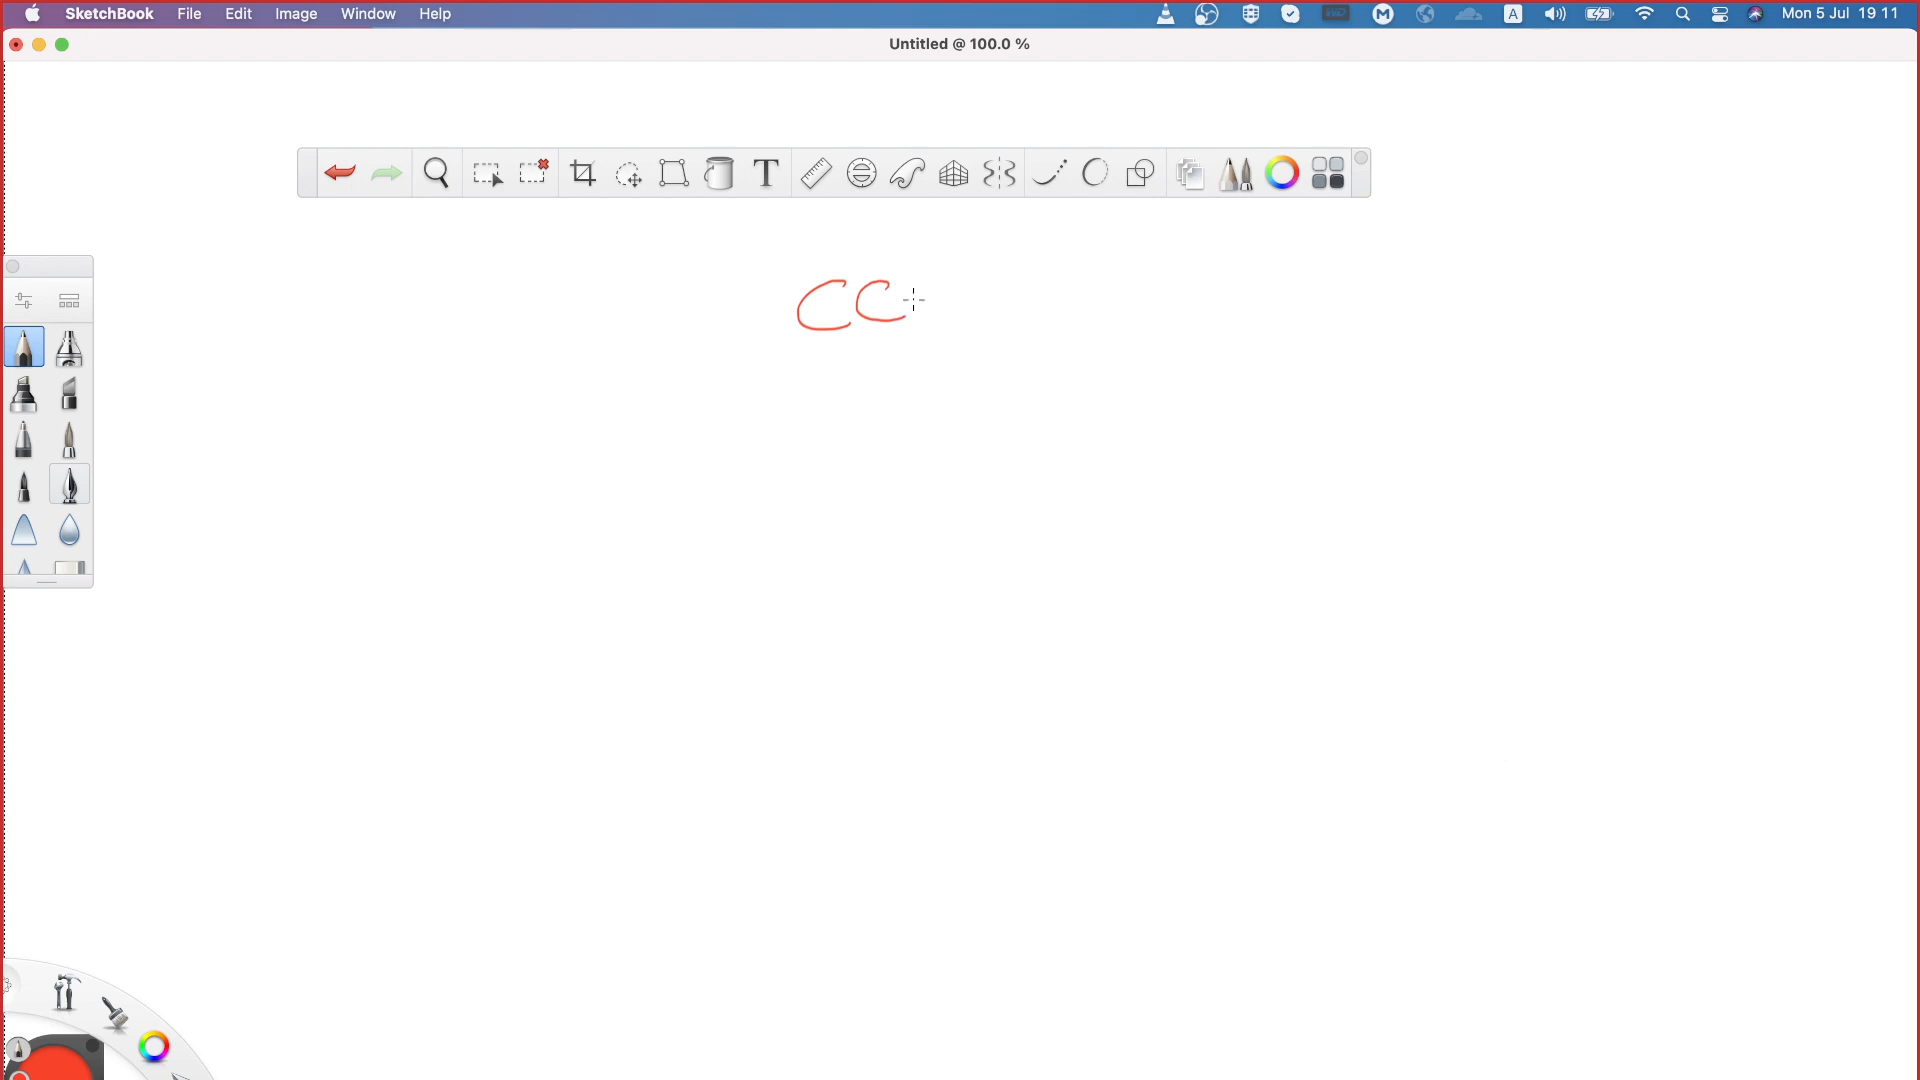 SketchBook File Edit Image Window Help A Mon 5 Jul 19 11
Untitled @ 100.0 %
T
CC